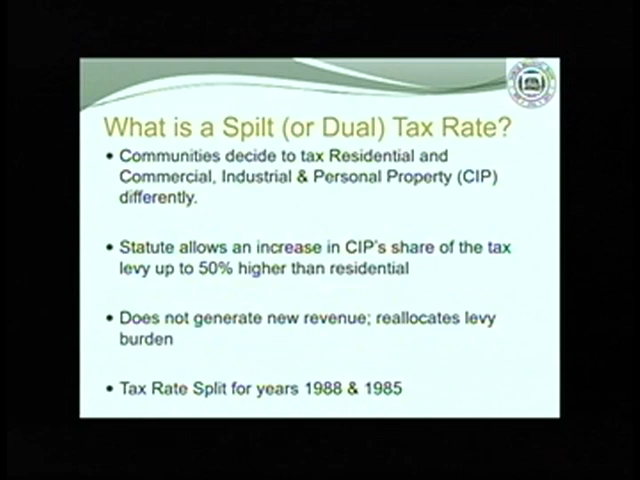 What is a Spilt (or Dual) Tax Rate?
• Communities decide to tax Residential and
Commercial, Industrial & Personal Property (CIP)
differently.
• Statute allows an increase in CIP's share of the tax
levy up to 50% higher than residential
• Does not generate new revenue; reallocates levy
burden
• Tax Rate Split for years 1988 & 1985